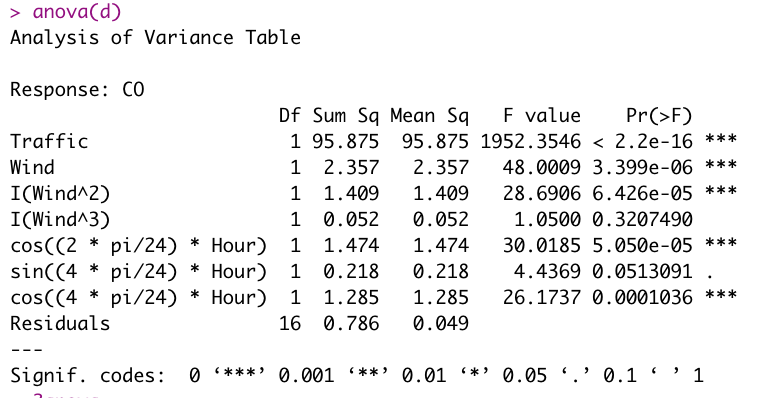 > anova(d)
Analysis of Variance Table
Response: CO
Df Sum Sq Mean Sq F value Pr(>F)
Traffic 1 95.875 95.875 1952.3546 < 2.2e-16 ***
Wind 1 2.357 2.357 48.0009 3.399e-06 ***
I(Wind^2) 1 1.409 1.409 28.6906 6.426e-05 ***
I(Wind^3) 1 0.052 0.052 1.0500 0.3207490
cos((2 * pi/24) * Hour) 1 1.474 1.474 30.0185 5.050e-05 ***
sin((4 * pi/24) * Hour) 1 0.218 0.218 4.4369 0.0513091 .
cos((4 * pi/24) * Hour) 1 1.285 1.285 26.1737 0.0001036 ***
Residuals 16 0.786 0.049
---
Signif. codes: 0 ‘***’ 0.001 ‘**’ 0.01 ‘*’ 0.05 ‘.’ 0.1 ‘ ’ 1